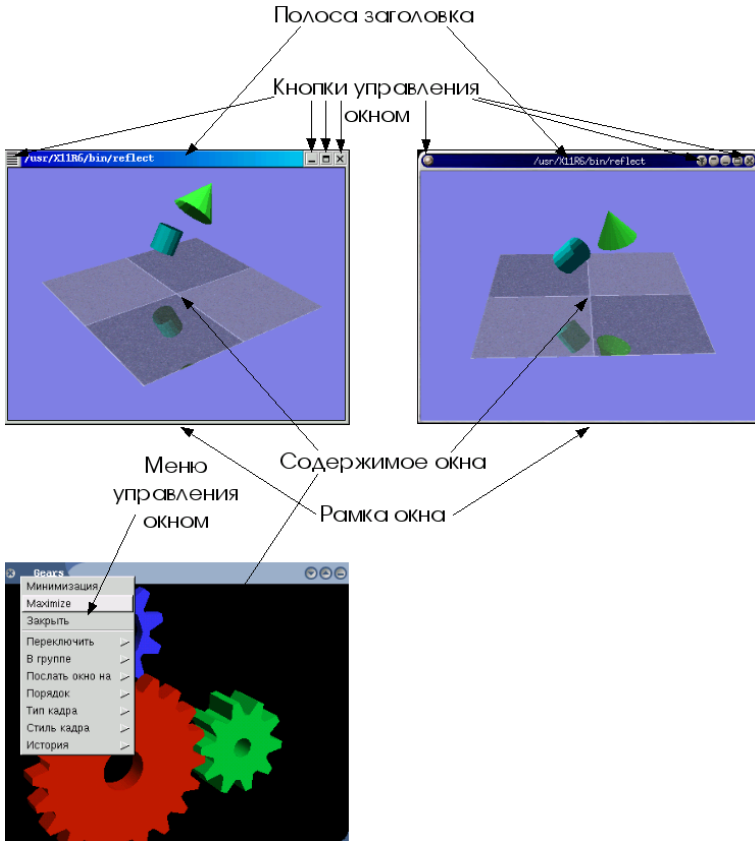 Полоса заголовка
Кнопки управления
окном
/usr/X11R6/bin/reflect
/usr/X11R6/bin/reflect
Меню
управления
окном
Содержимое окна
Рамка окна
Gears
Минимизация
Maximize
Закрыть
Переключить
В группе
Послать окно на
Порядок
Тип кадра
Стиль кадра
История